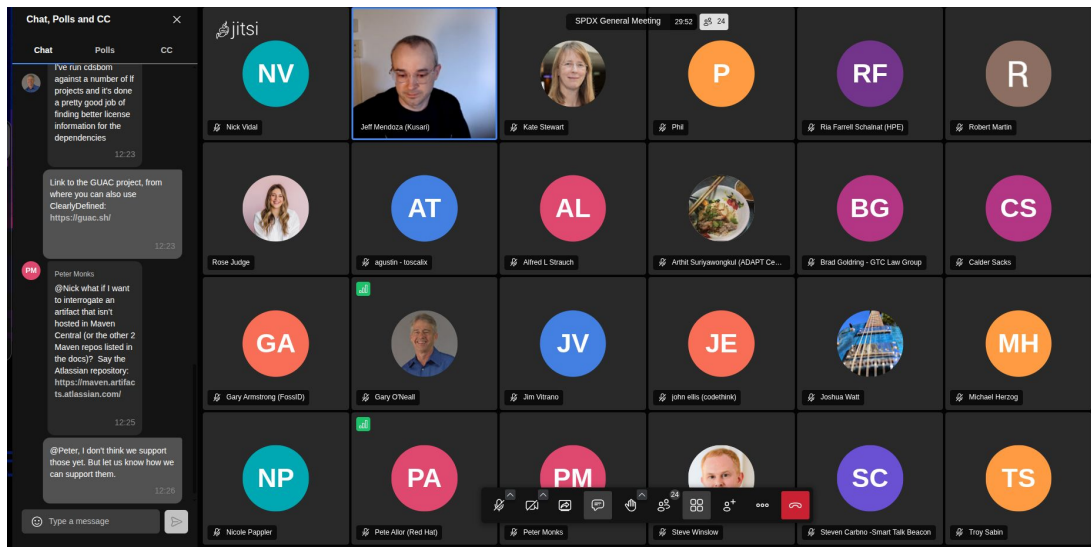 Chat, Polls and CC
Chat
Polls
CC
I've run cdsbom
against a number of lf
projects and it's done
a pretty good job of
finding better license
information for the
dependencies
12:23
Link to the GUAC project, from
where you can also use
ClearlyDefined:
https://guac.sh/
12:23
PM
Peter Monks
@Nick what if I want
to interrogate an
artifact that isn't
hosted in Maven
Central (or the other 2
Maven repos listed in
the docs)?  Say the
Atlassian repository:
https://maven.artifac
ts.atlassian.com/
12:25
@Peter, I don't think we support
those yet. But let us know how we
can support them.
12:26
Type a message
jitsi
SPDX General Meeting
29:52
24
NV
P
RF
R
Nick Vidal
Jeff Mendoza (Kusari)
Kate Stewart
Phil
Ria Farrell Schalnat (HPE)
Robert Martin
AT
AL
BG
CS
Rose Judge
agustin - toscalix
Alfred L Strauch
Arthit Suriyawongkul (ADAPT Ce...
Brad Goldring - GTC Law Group
Calder Sacks
GA
JV
JE
MH
Gary Armstrong (FossID)
Gary O'Neall
Jim Vitrano
john ellis (codethink)
Joshua Watt
Michael Herzog
NP
PA
PM
SC
TS
24
Nicole Pappler
Pete Allor (Red Hat)
Peter Monks
Steve Winslow
Steven Carbno -Smart Talk Beacon
Troy Sabin